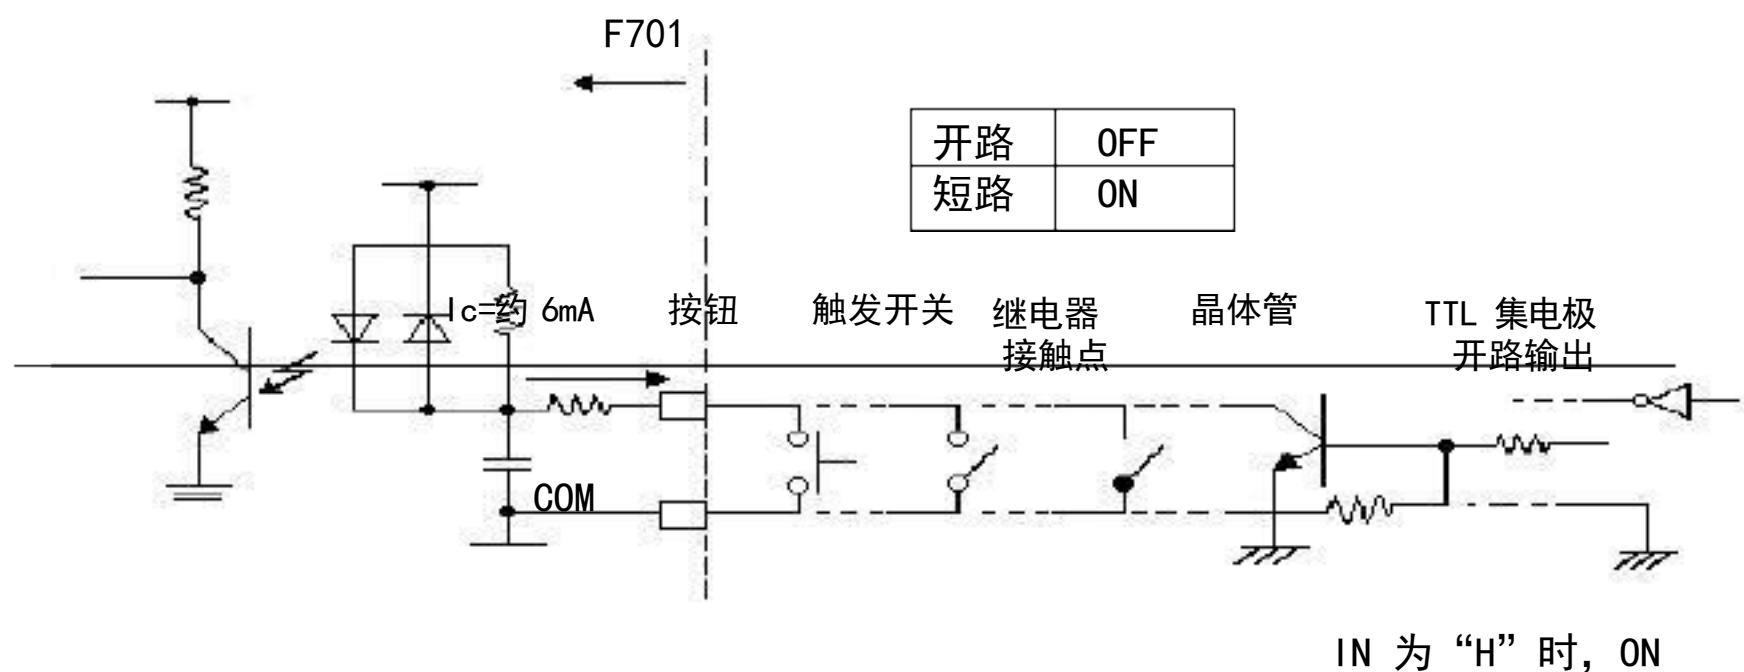 F701
开路 OFF
短路 ON
Ic=约 6mA
按钮
触发开关
继电器
接触点
晶体管
TTL 集电极
开路输出
COM
IN 为“H”时, ON